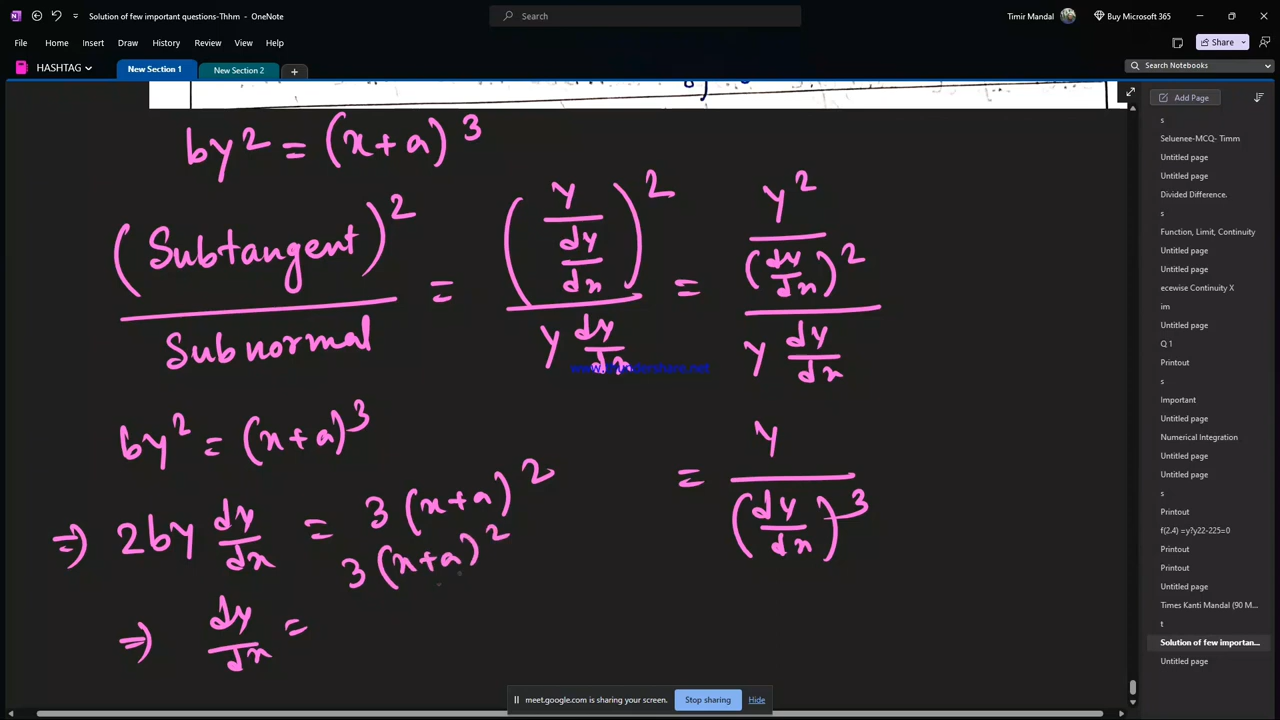 Solution of few important questions-Thhm - OneNote
Search
Timir Mandal
Buy Microsoft 365
File Home Insert Draw History Review View Help
Share
HASHTAG
New Section 1
New Section 2
+
Search Notebooks
by² = (x+a)³
(Subtangent)² / Subnormal = (y / (dy/dx))² / (y dy/dx) = (y² / (dy/dx)²) / (y dy/dx)
www.thundershare.net
by² = (x+a)³
= y / (dy/dx)³
⇒ 2by dy/dx = 3(x+a)²
3(x+a)²
⇒ dy/dx =
Add Page
s
Seluenee-MCQ- Timm
Untitled page
Untitled page
Divided Difference.
s
Function, Limit, Continuity
Untitled page
Untitled page
ecewise Continuity X
im
Untitled page
Q 1
Printout
s
Important
Untitled page
Numerical Integration
Untitled page
Untitled page
s
Printout
f(2.4) =y?y22-225=0
Printout
Printout
Untitled page
Times Kanti Mandal (90 M...
t
Solution of few importan...
Untitled page
meet.google.com is sharing your screen.
Stop sharing
Hide